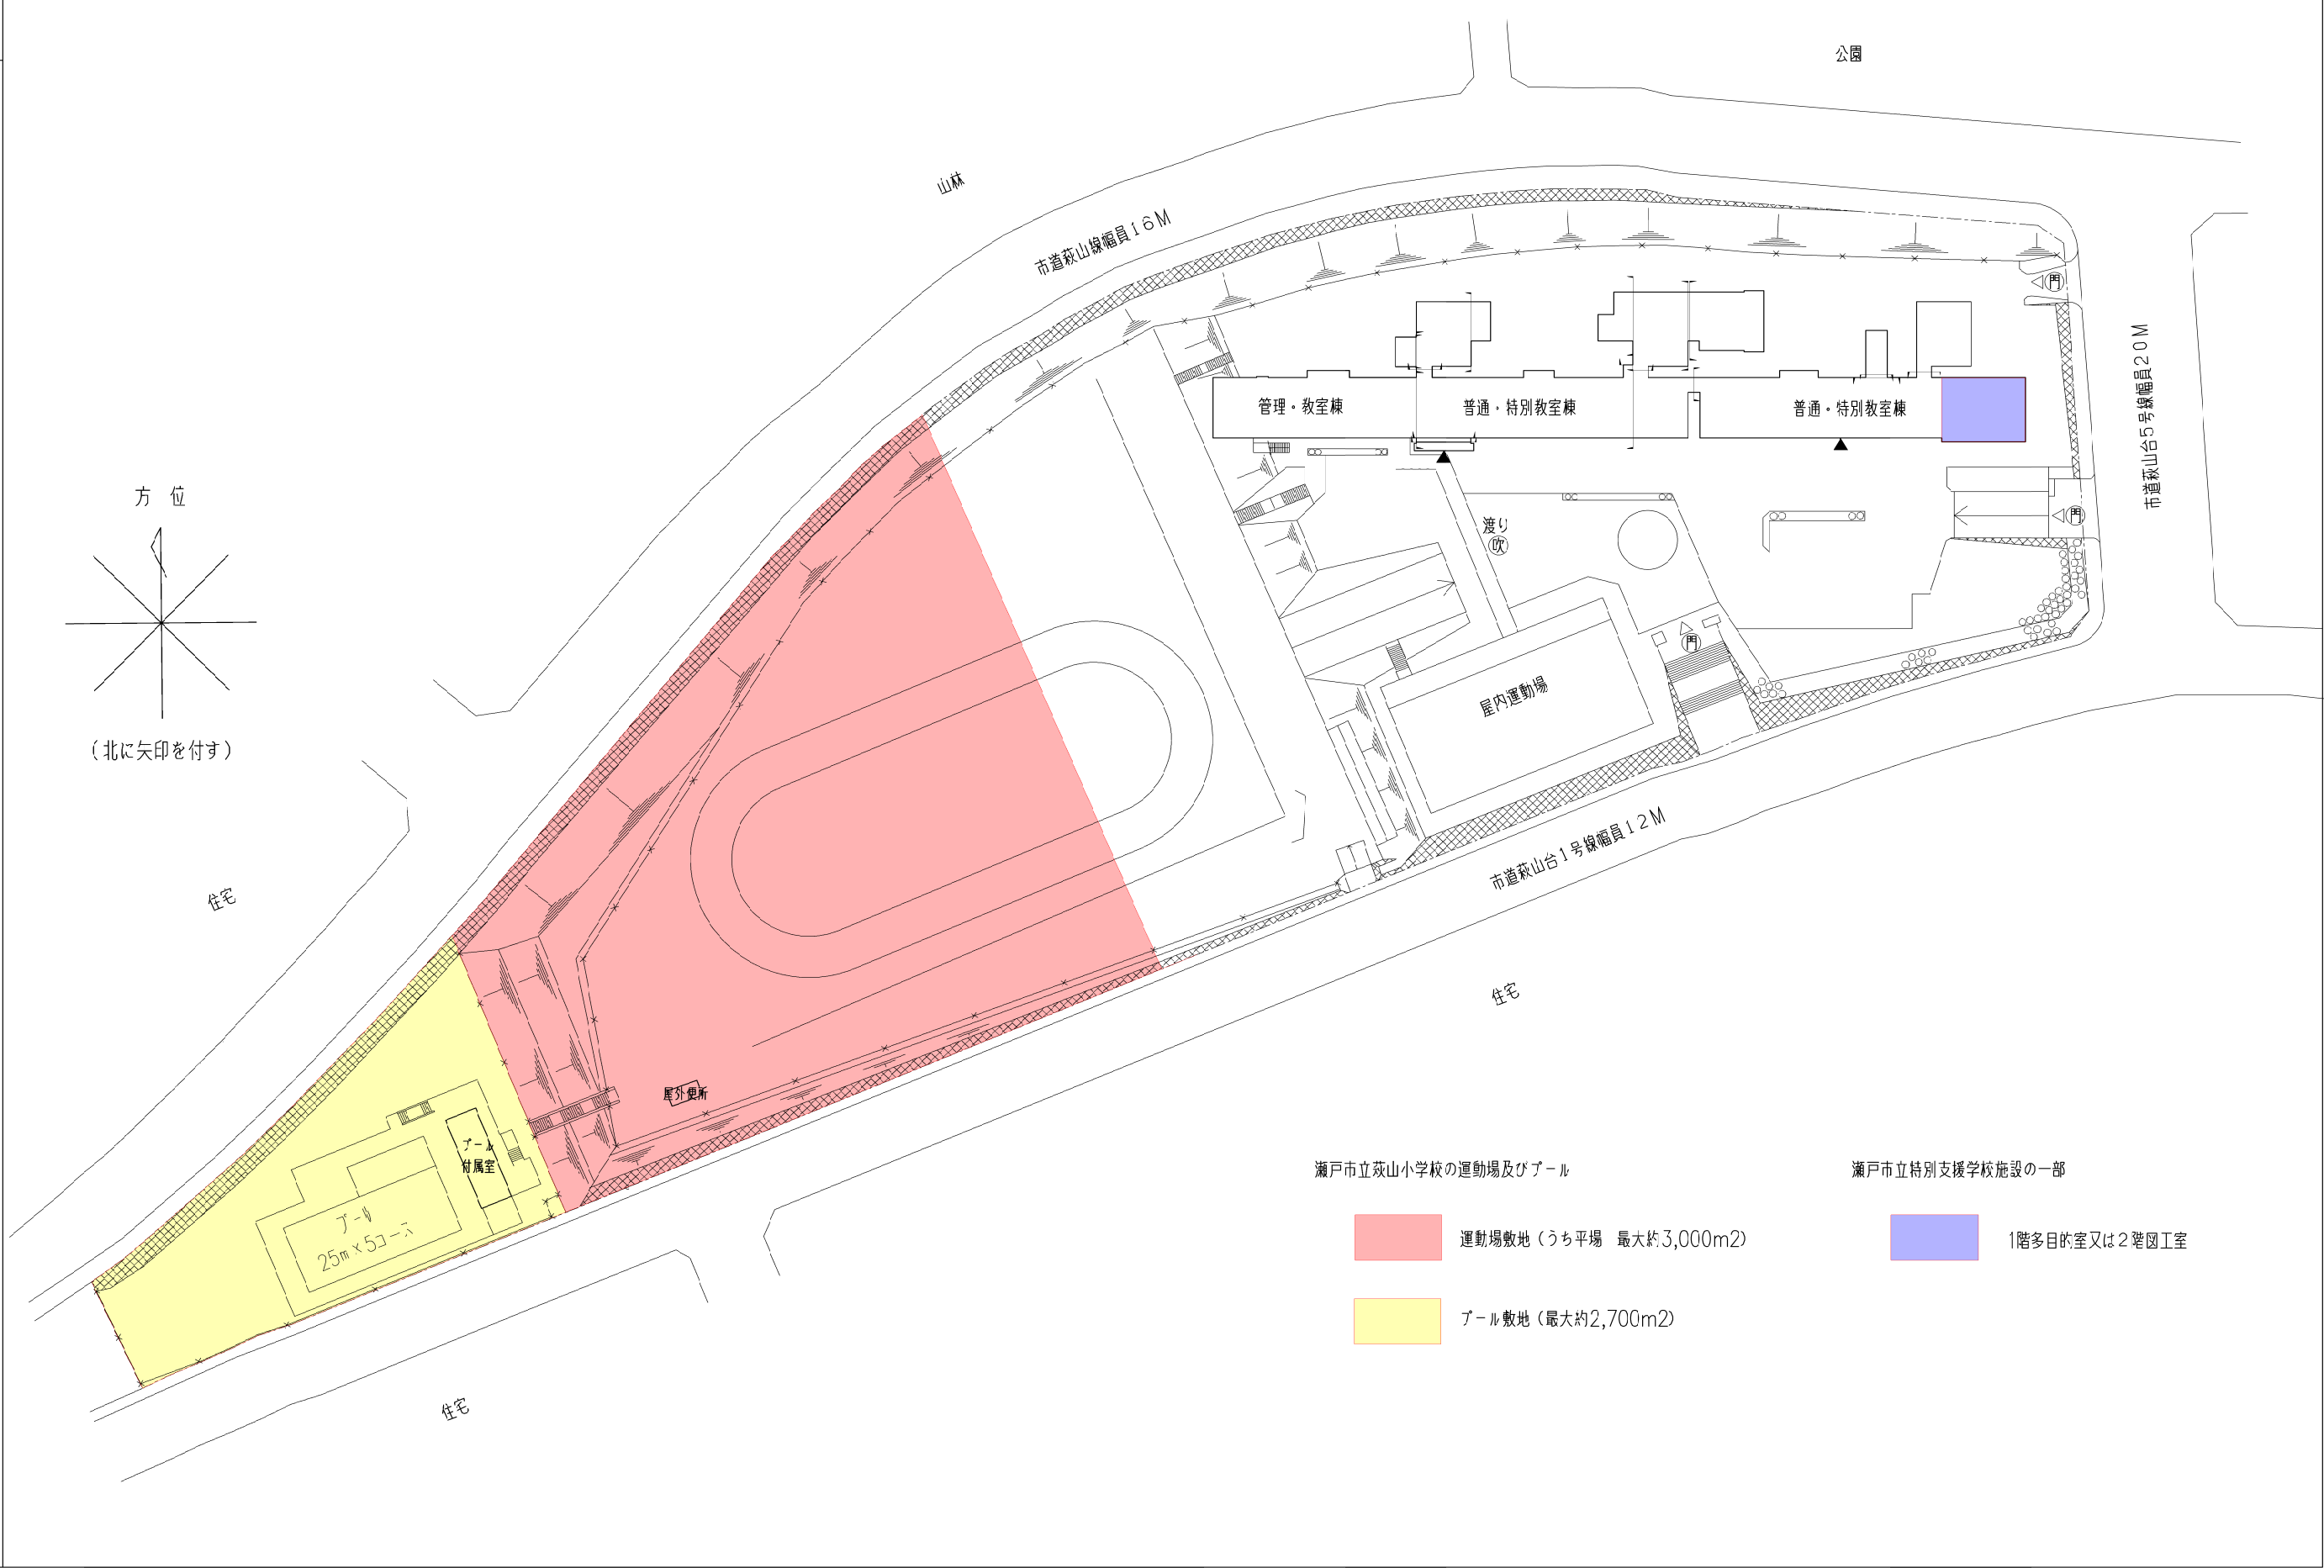 公園
山林
市道萩山線幅員16M
門
市道萩山台5号線幅員20M
管理・教室棟
普通・特別教室棟
普通・特別教室棟
方 位
門
渡り
吹
門
屋内運動場
(北に矢印を付す)
市道萩山台1号線幅員12M
住宅
住宅
屋外便所
プール
付属室
プール
25m×5コース
住宅
瀬戸市立萩山小学校の運動場及びプール
運動場敷地(うち平場 最大約3,000m2)
プール敷地(最大約2,700m2)
瀬戸市立特別支援学校施設の一部
1階多目的室又は2階図工室